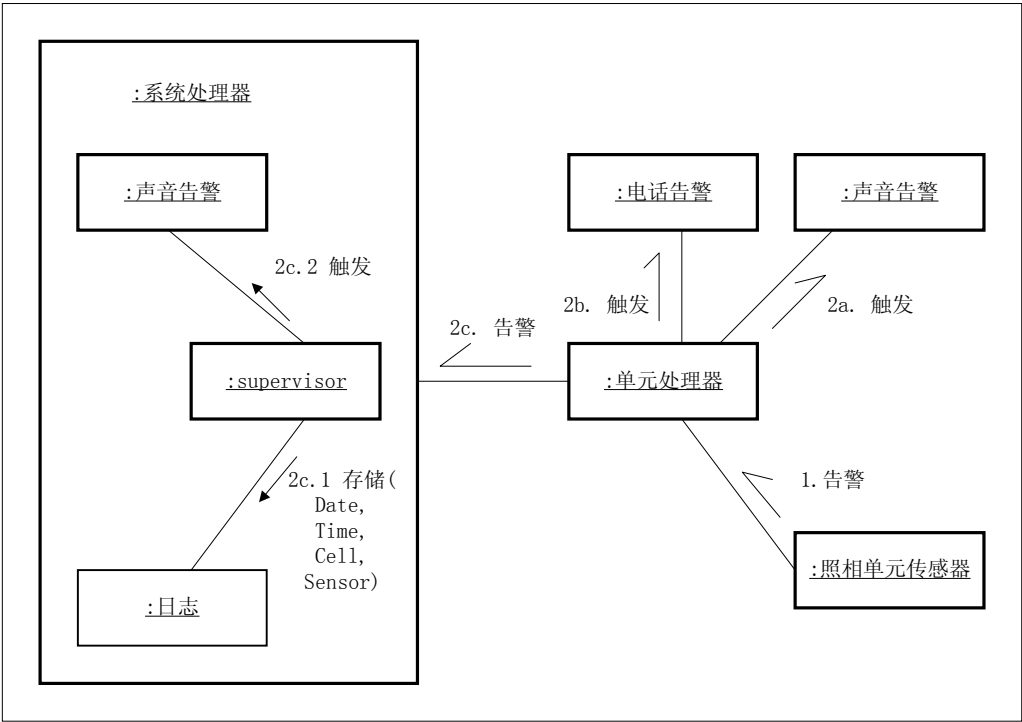 :系统处理器
:声音告警
:电话告警
:声音告警
2c.2 触发
2b. 触发
2a. 触发
2c. 告警
:supervisor
:单元处理器
2c.1 存储(
Date,
Time,
Cell,
Sensor)
1.告警
:照相单元传感器
:日志